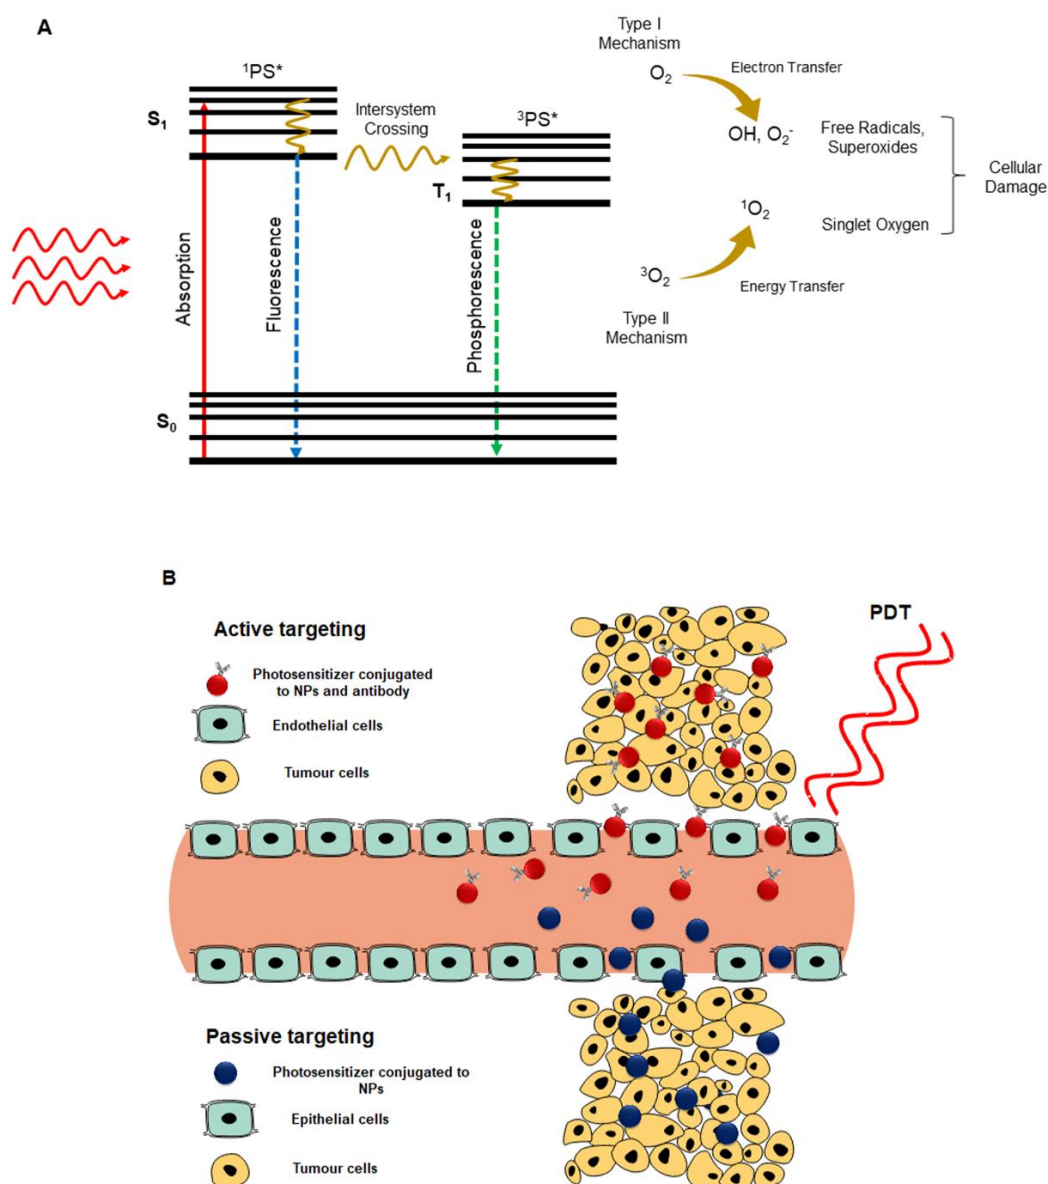 A
Type I
Mechanism
O₂
Electron Transfer
OH, O₂⁻
Free Radicals,
Superoxides
Cellular
Damage
¹O₂
Singlet Oxygen
³O₂
Energy Transfer
Type II
Mechanism
¹PS*
S₁
Intersystem
Crossing
³PS*
T₁
Absorption
Fluorescence
Phosphorescence
S₀
B
Active targeting
Photosensitizer conjugated
to NPs and antibody
Endothelial cells
Tumour cells
PDT
Passive targeting
Photosensitizer conjugated to
NPs
Epithelial cells
Tumour cells